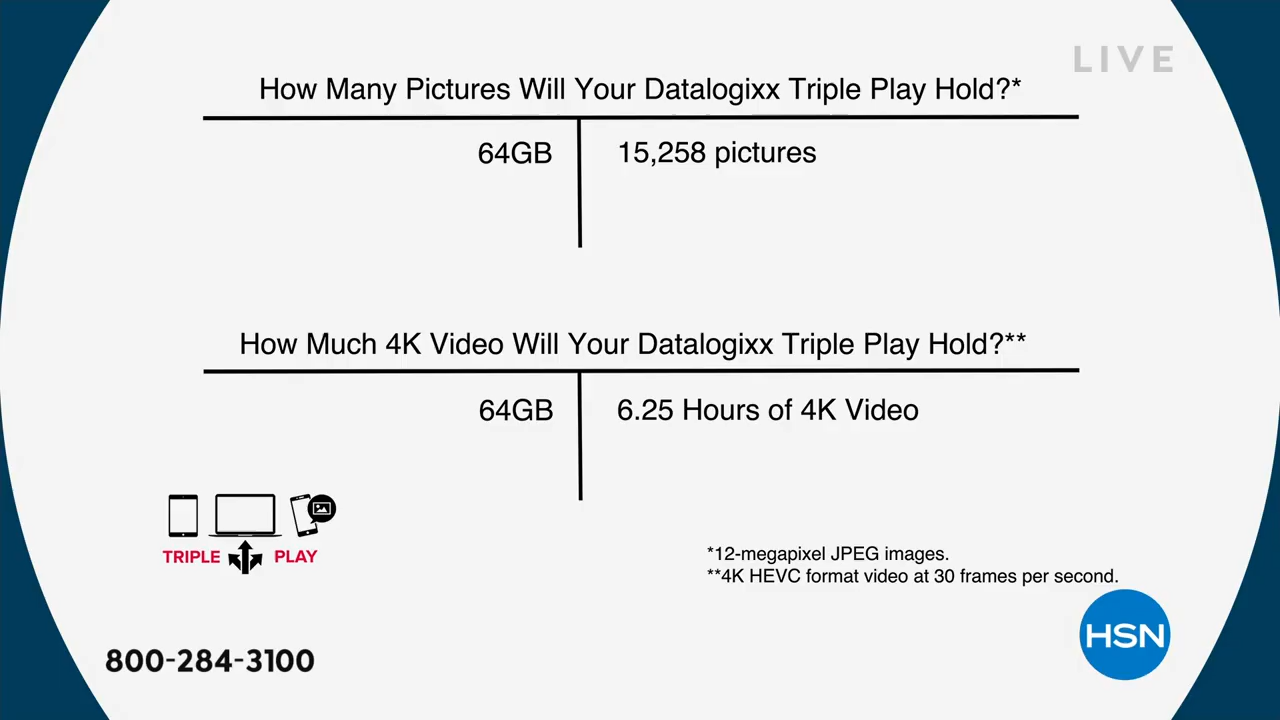 LIVE
How Many Pictures Will Your Datalogixx Triple Play Hold?*
64GB 15,258 pictures
How Much 4K Video Will Your Datalogixx Triple Play Hold?**
64GB 6.25 Hours of 4K Video
TRIPLE PLAY
*12-megapixel JPEG images.
**4K HEVC format video at 30 frames per second.
HSN
800-284-3100